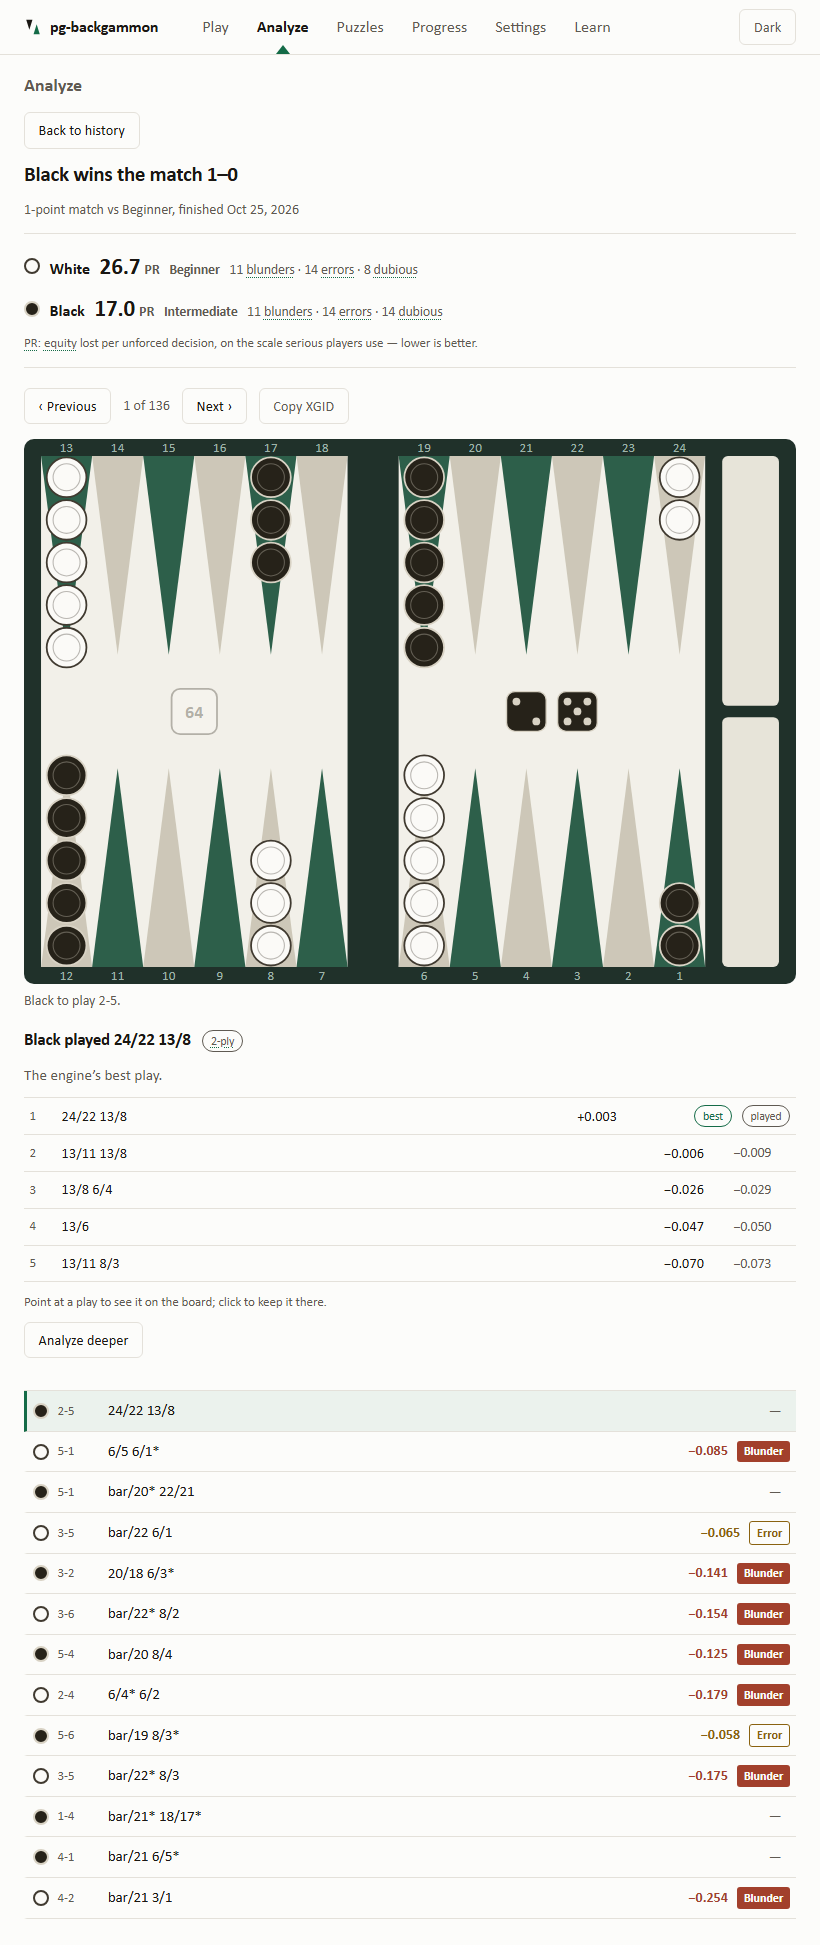 pg-backgammon Play Analyze Puzzles Progress Settings Learn Dark
Analyze
Back to history
Black wins the match 1–0
1-point match vs Beginner, finished Oct 25, 2026
White 26.7 PR Beginner 11 blunders · 14 errors · 8 dubious
Black 17.0 PR Intermediate 11 blunders · 14 errors · 14 dubious
PR: equity lost per unforced decision, on the scale serious players use — lower is better.
‹ Previous 1 of 136 Next › Copy XGID
13 14 15 16 17 18 19 20 21 22 23 24
64
12 11 10 9 8 7 6 5 4 3 2 1
Black to play 2-5.
Black played 24/22 13/8 2-ply
The engine’s best play.
1 24/22 13/8 +0.003 best played
2 13/11 13/8 −0.006 −0.009
3 13/8 6/4 −0.026 −0.029
4 13/6 −0.047 −0.050
5 13/11 8/3 −0.070 −0.073
Point at a play to see it on the board; click to keep it there.
Analyze deeper
2-5 24/22 13/8 —
5-1 6/5 6/1* −0.085 Blunder
5-1 bar/20* 22/21 —
3-5 bar/22 6/1 −0.065 Error
3-2 20/18 6/3* −0.141 Blunder
3-6 bar/22* 8/2 −0.154 Blunder
5-4 bar/20 8/4 −0.125 Blunder
2-4 6/4* 6/2 −0.179 Blunder
5-6 bar/19 8/3* −0.058 Error
3-5 bar/22* 8/3 −0.175 Blunder
1-4 bar/21* 18/17* —
4-1 bar/21 6/5* —
4-2 bar/21 3/1 −0.254 Blunder